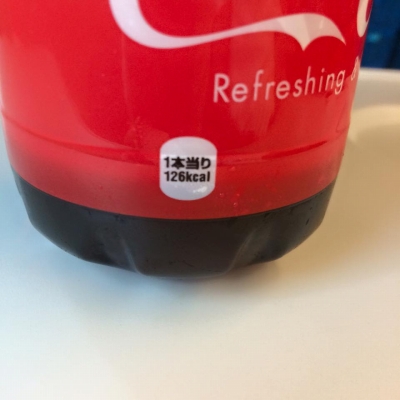 Refreshing &
1本当り
126kcal